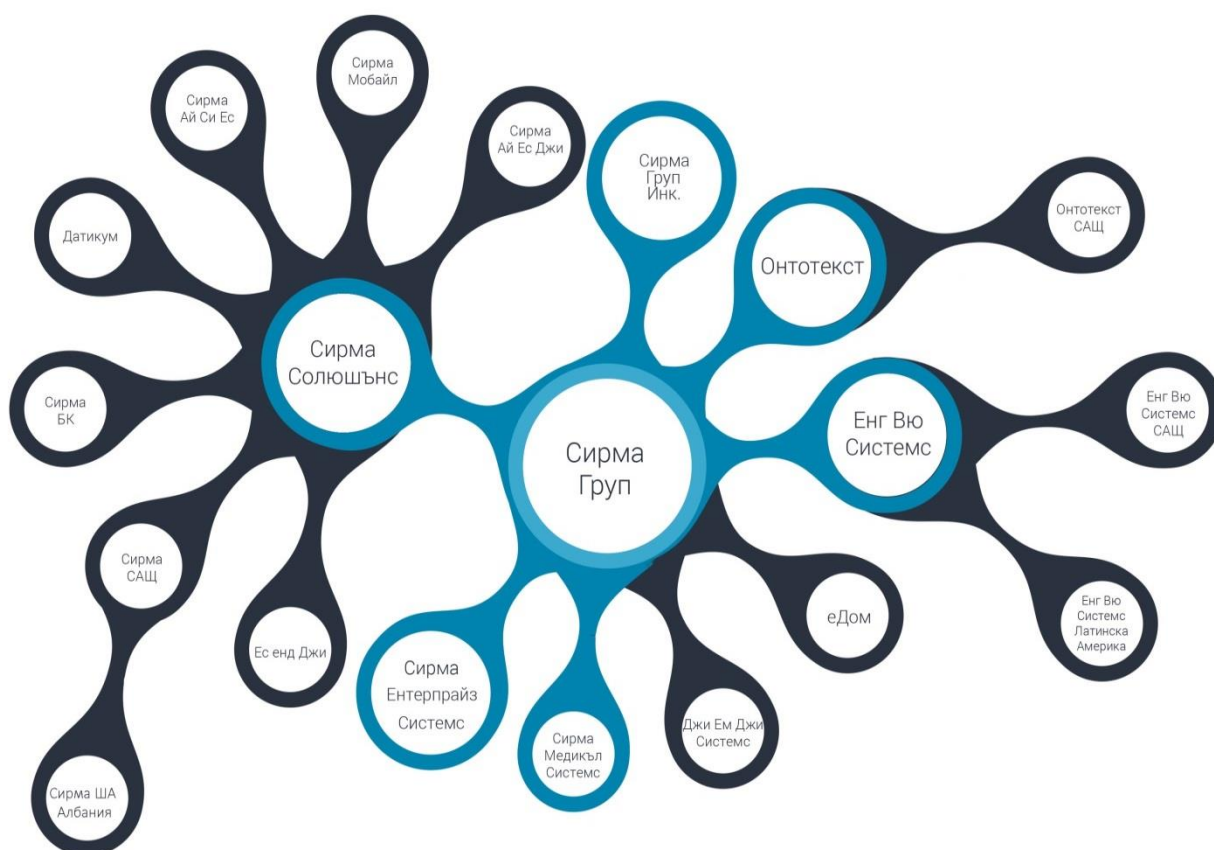 Сирма
Мобайл
Сирма
Ай Си Ес
Сирма
Ай Ес Джи
Сирма
Груп
Инк.
Онтотекст
САЩ
Датикум
Онтотекст
Сирма
Солюшънс
Енг Вю
Системс
САЩ
Сирма
БК
Енг Вю
Системс
Сирма
Груп
Сирма
САЩ
Енг Вю
Системс
Латинска
Америка
еДом
Ес енд Джи
Сирма
Ентерпрайз
Системс
Джи Ем Джи
Системс
Сирма
Медикъл
Системс
Сирма ША
Албания